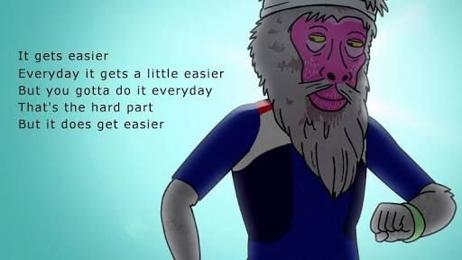 It gets easier
Everyday it gets a little easier
But you gotta do it everyday
That's the hard part
But it does get easier